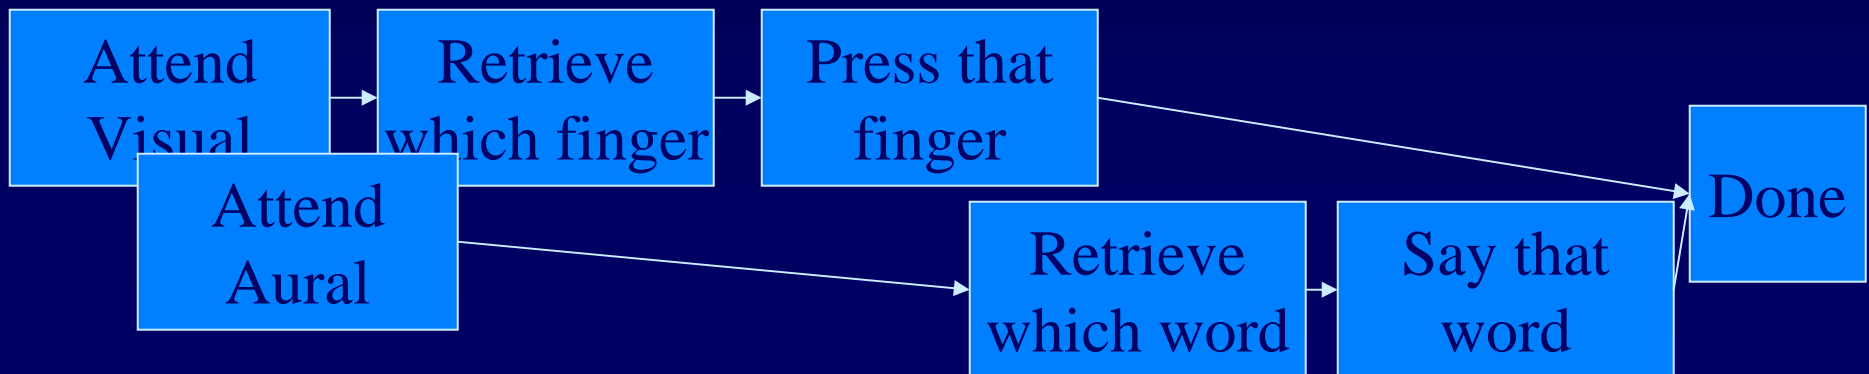 Attend
Visual
Retrieve
which finger
Press that
finger
Attend
Aural
Retrieve
which word
Say that
word
Done